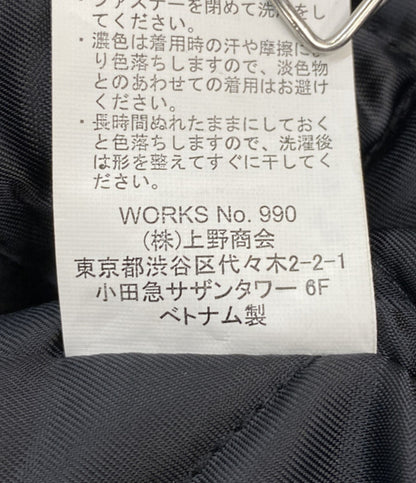 ファスナーを閉めて洗濯をし
てください。
・濃色は着用時の汗や摩擦によ
り色落ちしますので、淡色物
とのあわせての着用はお避け
ください。
・長時間ぬれたままにしておく
と色落ちしますので、洗濯後
は形を整えてすぐに干してく
ださい。
WORKS No. 990
(株)上野商会
東京都渋谷区代々木2-2-1
小田急サザンタワー 6F
ベトナム製